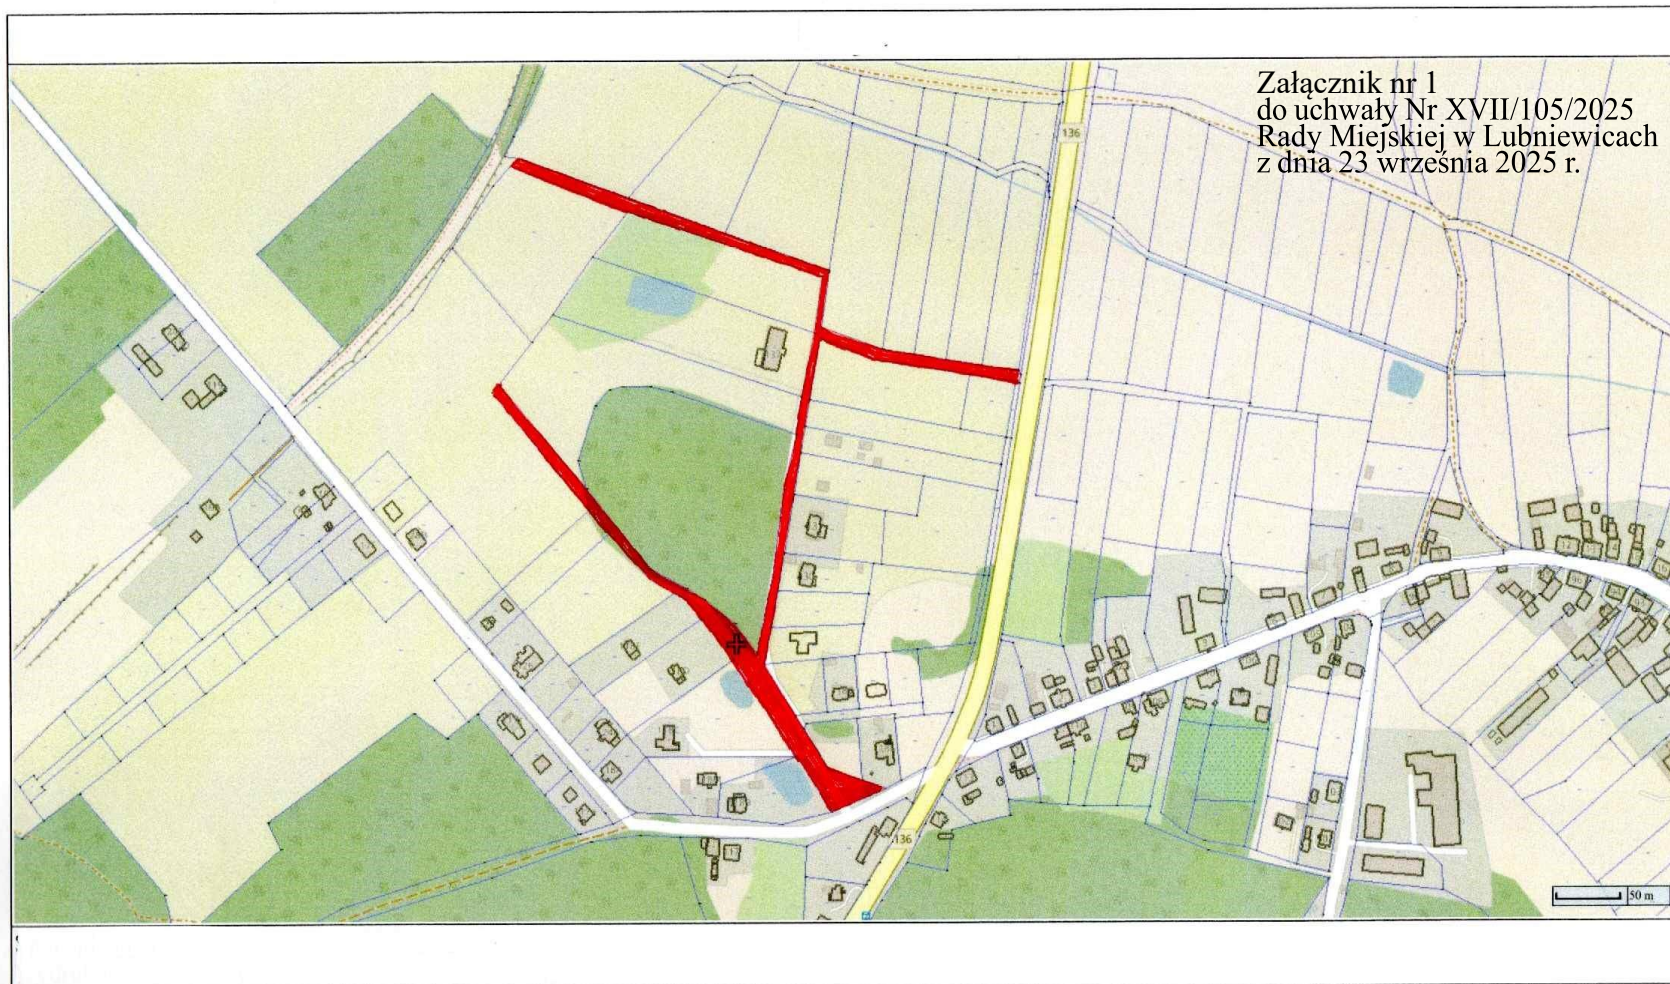 Załącznik nr 1
do uchwały Nr XVII/105/2025
Rady Miejskiej w Lubniewicach
z dnia 23 września 2025 r.
136
136
50 m